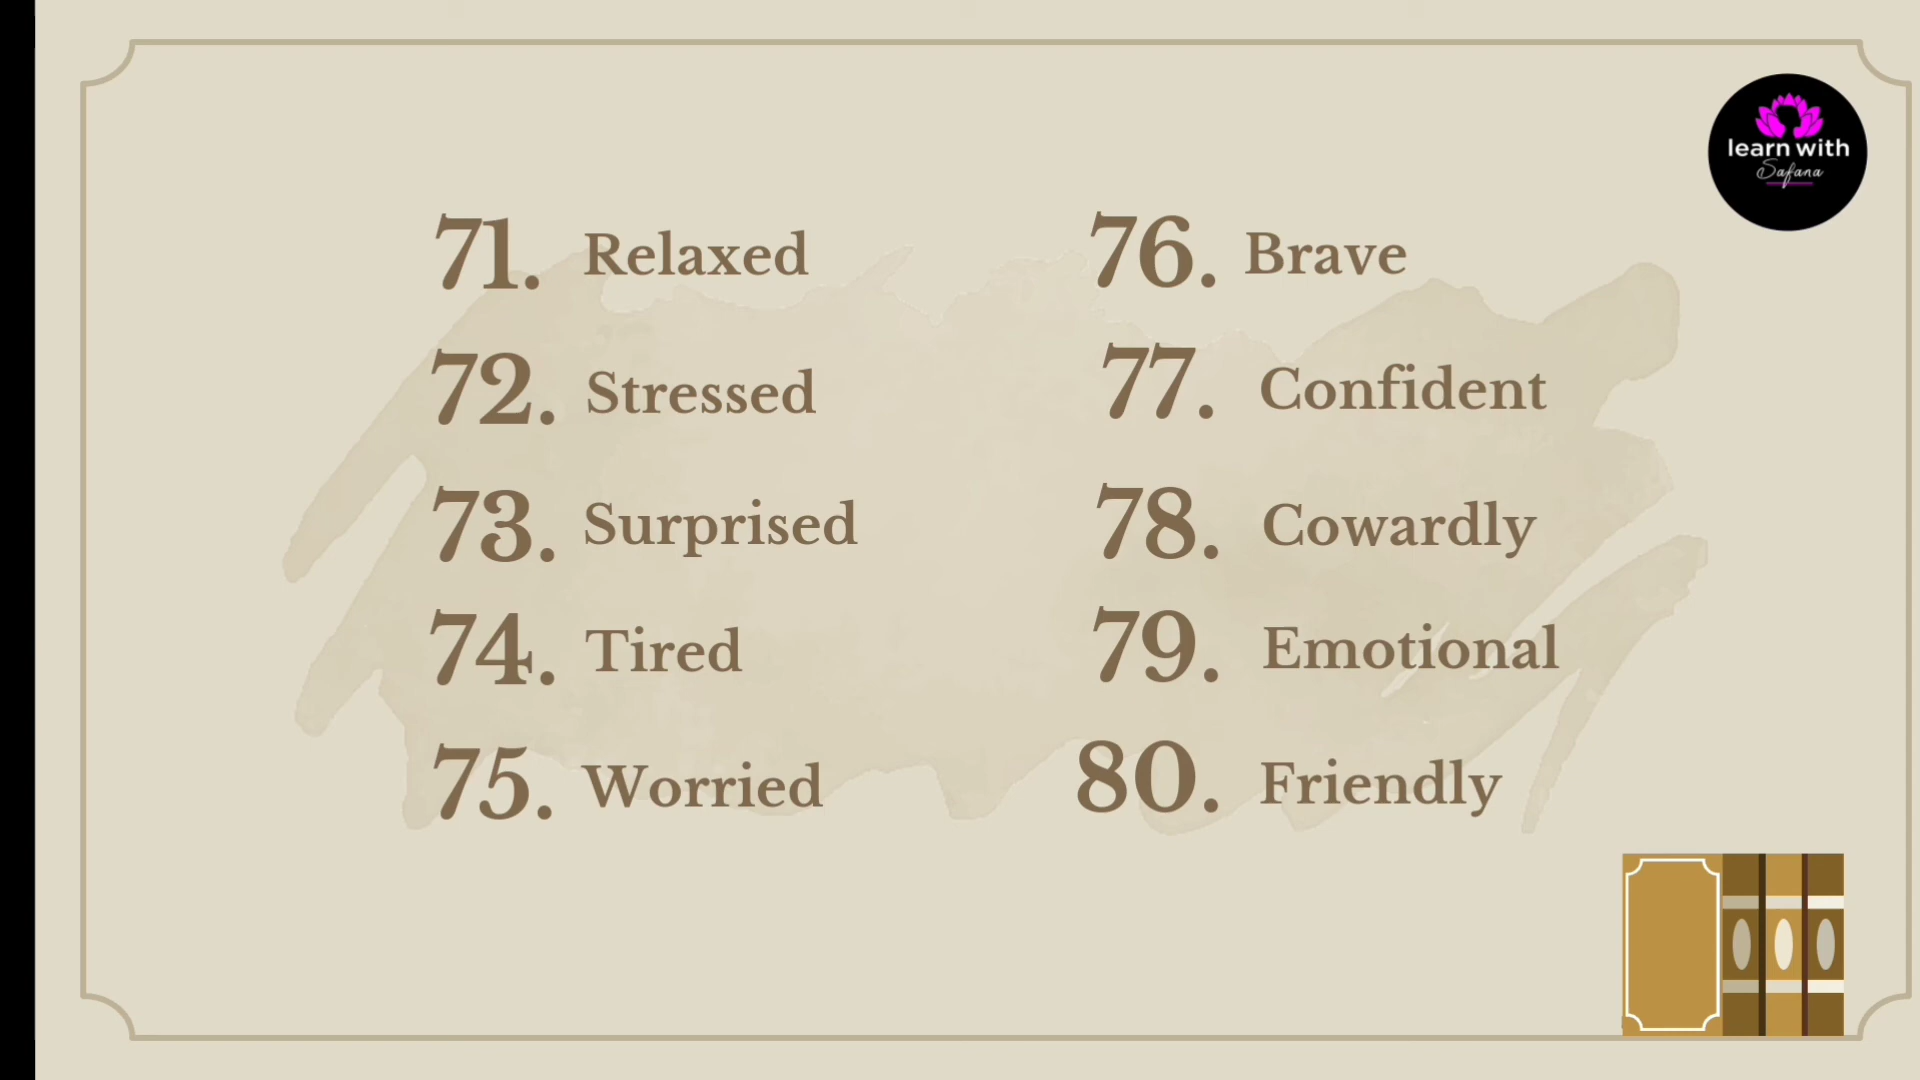 learn with
Safana
71. Relaxed
72. Stressed
73. Surprised
74. Tired
75. Worried
76. Brave
77. Confident
78. Cowardly
79. Emotional
80. Friendly